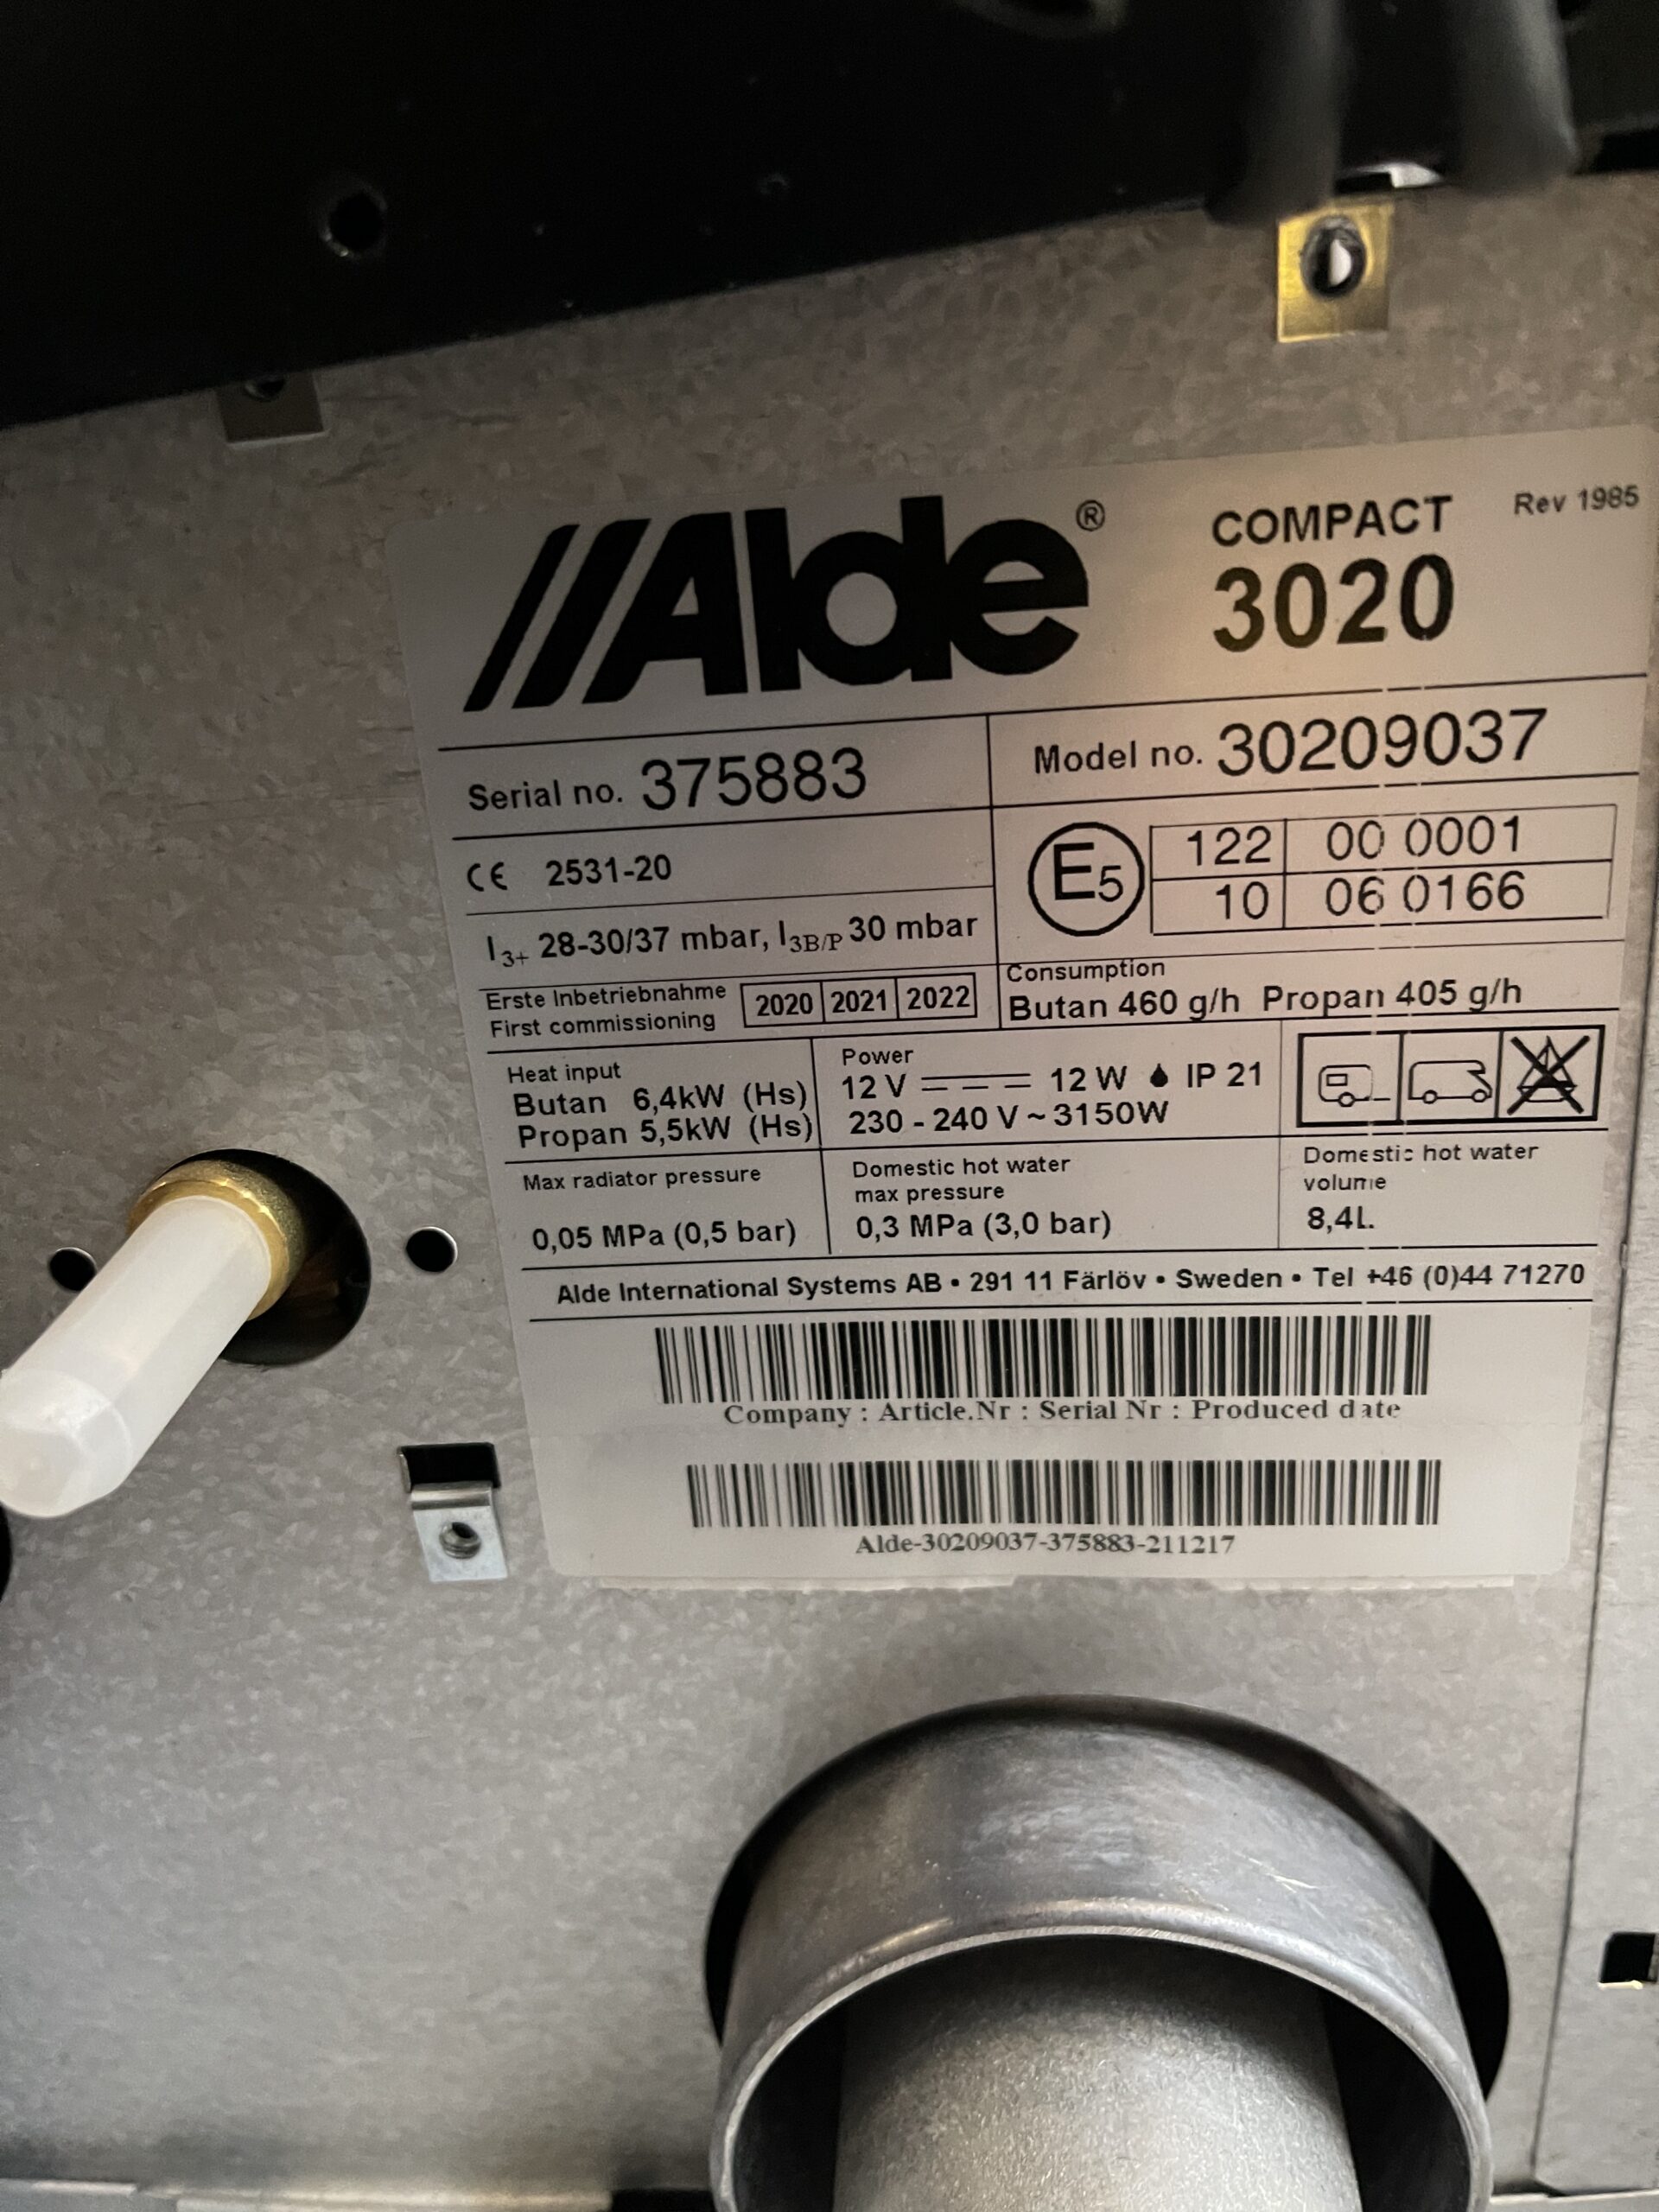 //Alde® COMPACT Rev 1985
3020
Serial no. 375883 Model no. 30209037
CE 2531-20
E5 122 00 0001
10 06 0166
I3+ 28-30/37 mbar, I3B/P 30 mbar
Erste Inbetriebnahme
First commissioning 2020 2021 2022
Consumption
Butan 460 g/h Propan 405 g/h
Heat input
Butan 6,4kW (Hs)
Propan 5,5kW (Hs)
Power
12 V 12 W IP 21
230 - 240 V ~ 3150W
Max radiator pressure
0,05 MPa (0,5 bar)
Domestic hot water
max pressure
0,3 MPa (3,0 bar)
Domestic hot water
volume
8,4L.
Alde International Systems AB • 291 11 Färlöv • Sweden • Tel +46 (0)44 71270
Company : Article.Nr : Serial Nr : Produced date
Alde-30209037-375883-211217